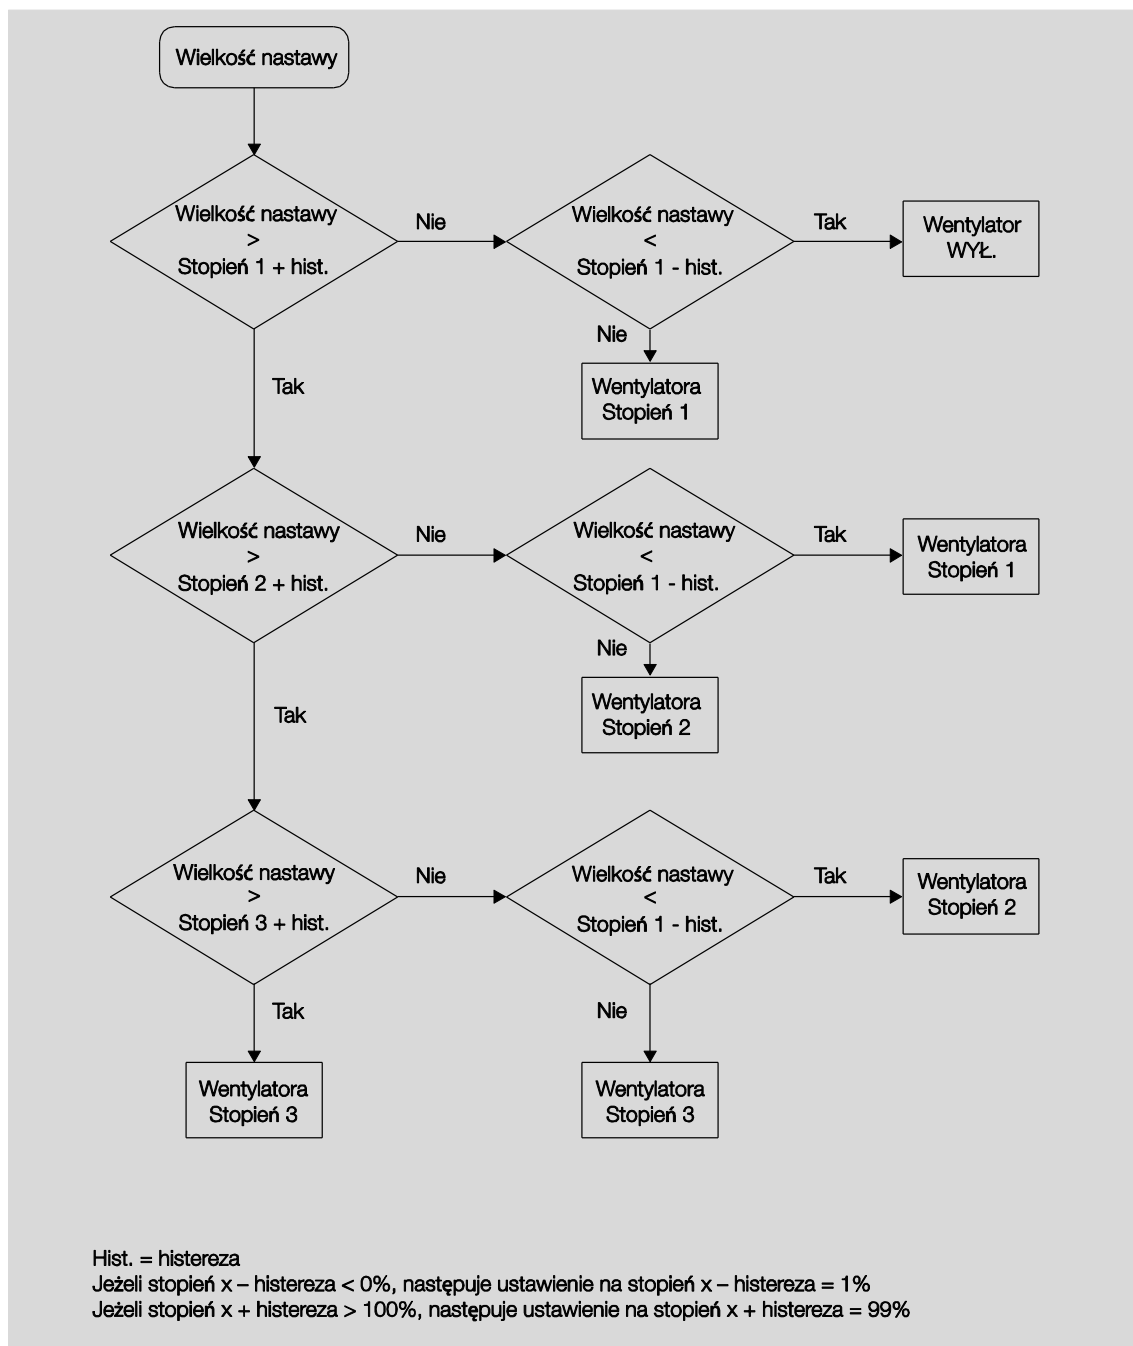 Wielkość nastawy
Wielkość nastawy
>
Stopień 1 + hist.
Nie
Wielkość nastawy
<
Stopień 1 - hist.
Tak
Wentylator
WYŁ.
Nie
Wentylatora
Stopień 1
Tak
Wielkość nastawy
>
Stopień 2 + hist.
Nie
Wielkość nastawy
<
Stopień 1 - hist.
Tak
Wentylatora
Stopień 1
Nie
Wentylatora
Stopień 2
Tak
Wielkość nastawy
>
Stopień 3 + hist.
Nie
Wielkość nastawy
<
Stopień 1 - hist.
Tak
Wentylatora
Stopień 2
Tak
Nie
Wentylatora
Stopień 3
Wentylatora
Stopień 3
Hist. = histereza
Jeżeli stopień x – histereza < 0%, następuje ustawienie na stopień x – histereza = 1%
Jeżeli stopień x + histereza > 100%, następuje ustawienie na stopień x + histereza = 99%